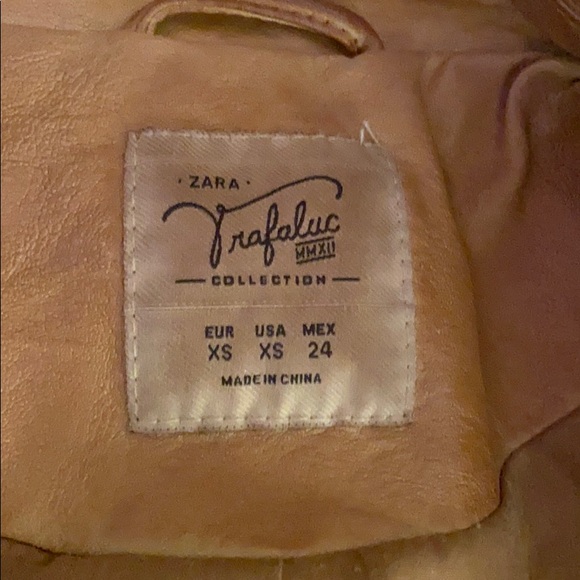 · ZARA ·
Trafaluc
MMXII
COLLECTION
EUR USA MEX
XS XS 24
MADE IN CHINA